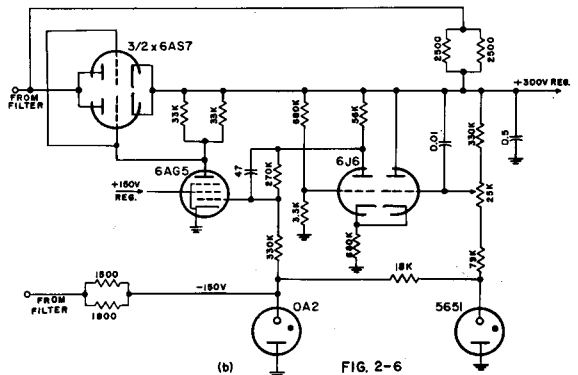 3/2 x 6AS7
FROM
FILTER
2500
2500
+300V REG.
33K
33K
680K
56K
0.01
330K
0.5
6AG5
47
270K
6J6
25K
+150V
REG.
3.3K
680K
330K
75K
18K
1500
1800
FROM
FILTER
-150V
OA2
5651
(b)
FIG. 2-6